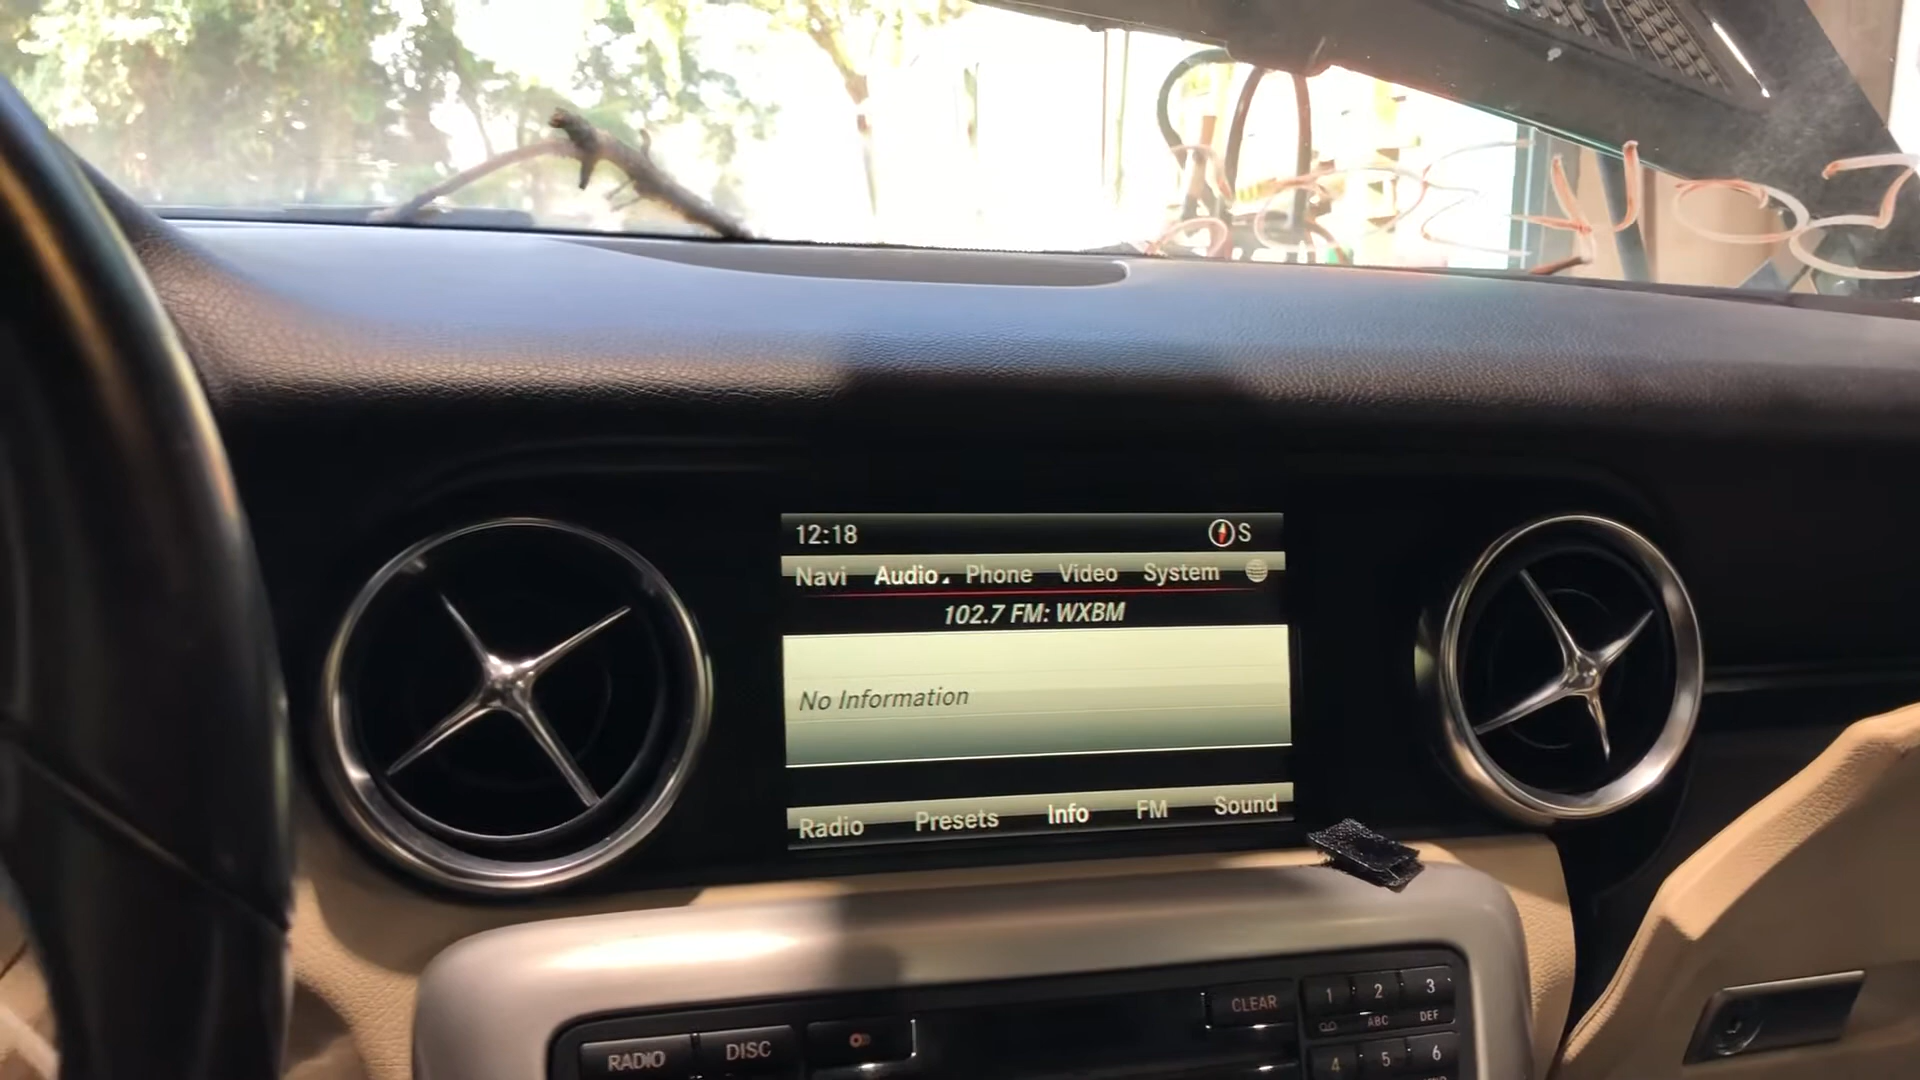 12:18 S
Navi Audio Phone Video System
102.7 FM: WXBM
No Information
Radio Presets Info FM Sound
CLEAR 1 2 3
ABC DEF
RADIO DISC 4 5 6